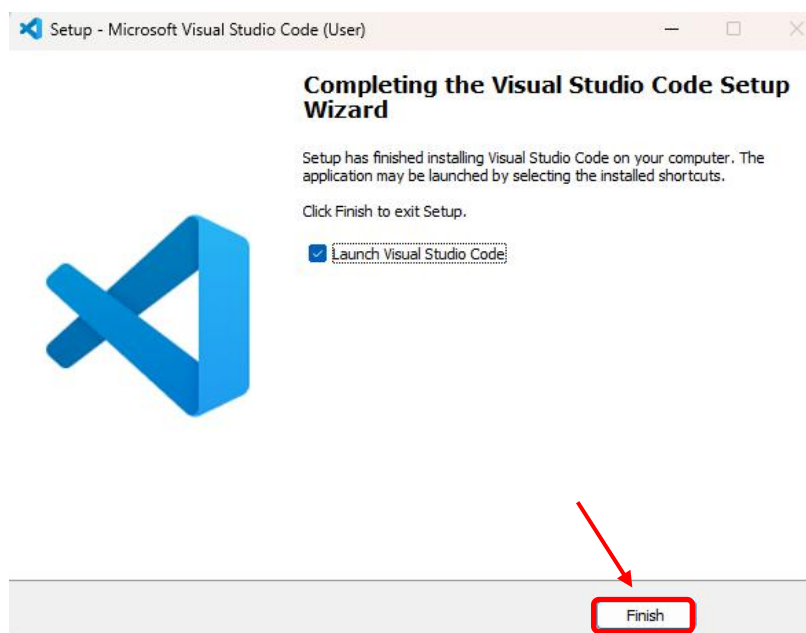 Setup - Microsoft Visual Studio Code (User)
Completing the Visual Studio Code Setup
Wizard
Setup has finished installing Visual Studio Code on your computer. The
application may be launched by selecting the installed shortcuts.
Click Finish to exit Setup.
Launch Visual Studio Code
Finish